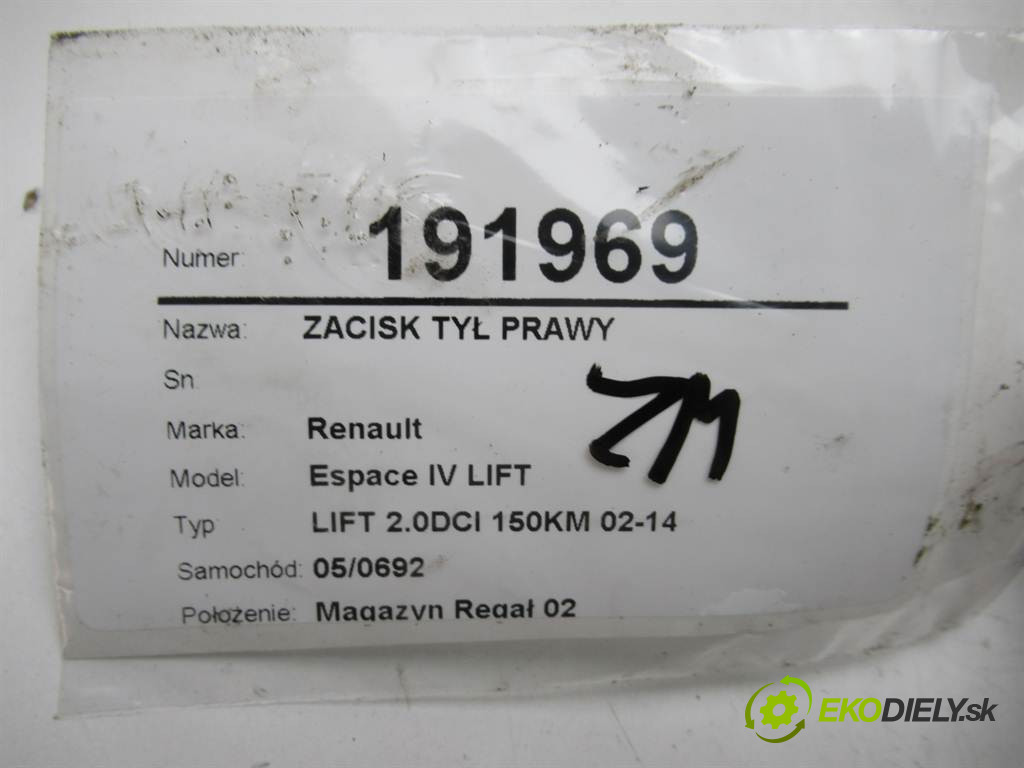 Numer: 191969
Nazwa: ZACISK TYŁ PRAWY
Sn
Marka: Renault
Model: Espace IV LIFT
Typ LIFT 2.0DCI 150KM 02-14
Samochód: 05/0692
Położenie: Magazyn Regał 02
EKODIELY.sk